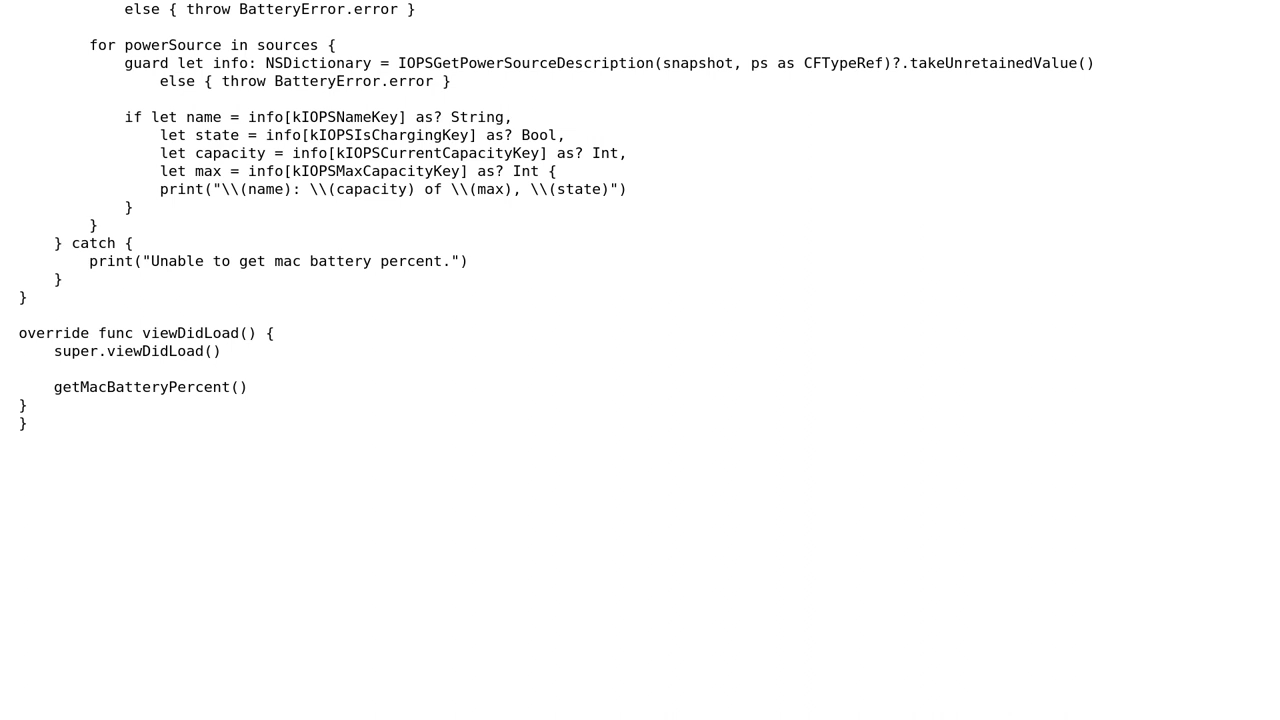 else { throw BatteryError.error }

        for powerSource in sources {
            guard let info: NSDictionary = IOPSGetPowerSourceDescription(snapshot, ps as CFTypeRef)?.takeUnretainedValue()
                else { throw BatteryError.error }

            if let name = info[kIOPSNameKey] as? String,
                let state = info[kIOPSIsChargingKey] as? Bool,
                let capacity = info[kIOPSCurrentCapacityKey] as? Int,
                let max = info[kIOPSMaxCapacityKey] as? Int {
                print("\\(name): \\(capacity) of \\(max), \\(state)")
            }
        }
    } catch {
        print("Unable to get mac battery percent.")
    }
}

override func viewDidLoad() {
    super.viewDidLoad()

    getMacBatteryPercent()
}
}